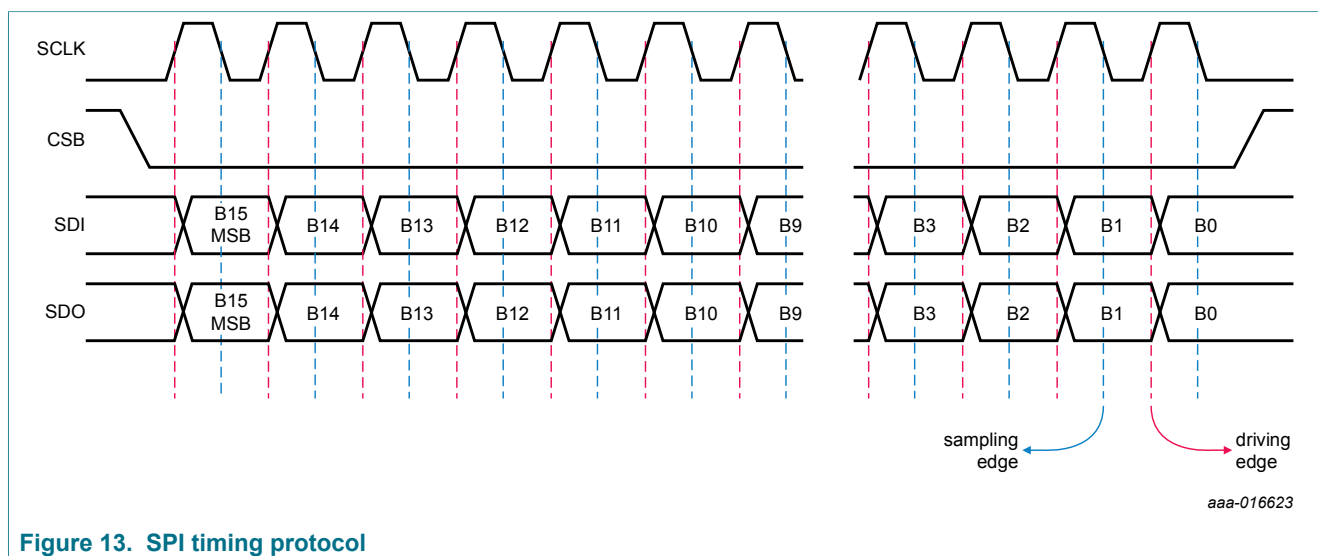 SCLK
CSB
SDI
B15
MSB
B14
B13
B12
B11
B10
B9
B3
B2
B1
B0
SDO
B15
MSB
B14
B13
B12
B11
B10
B9
B3
B2
B1
B0
sampling
edge
driving
edge
aaa-016623
Figure 13. SPI timing protocol